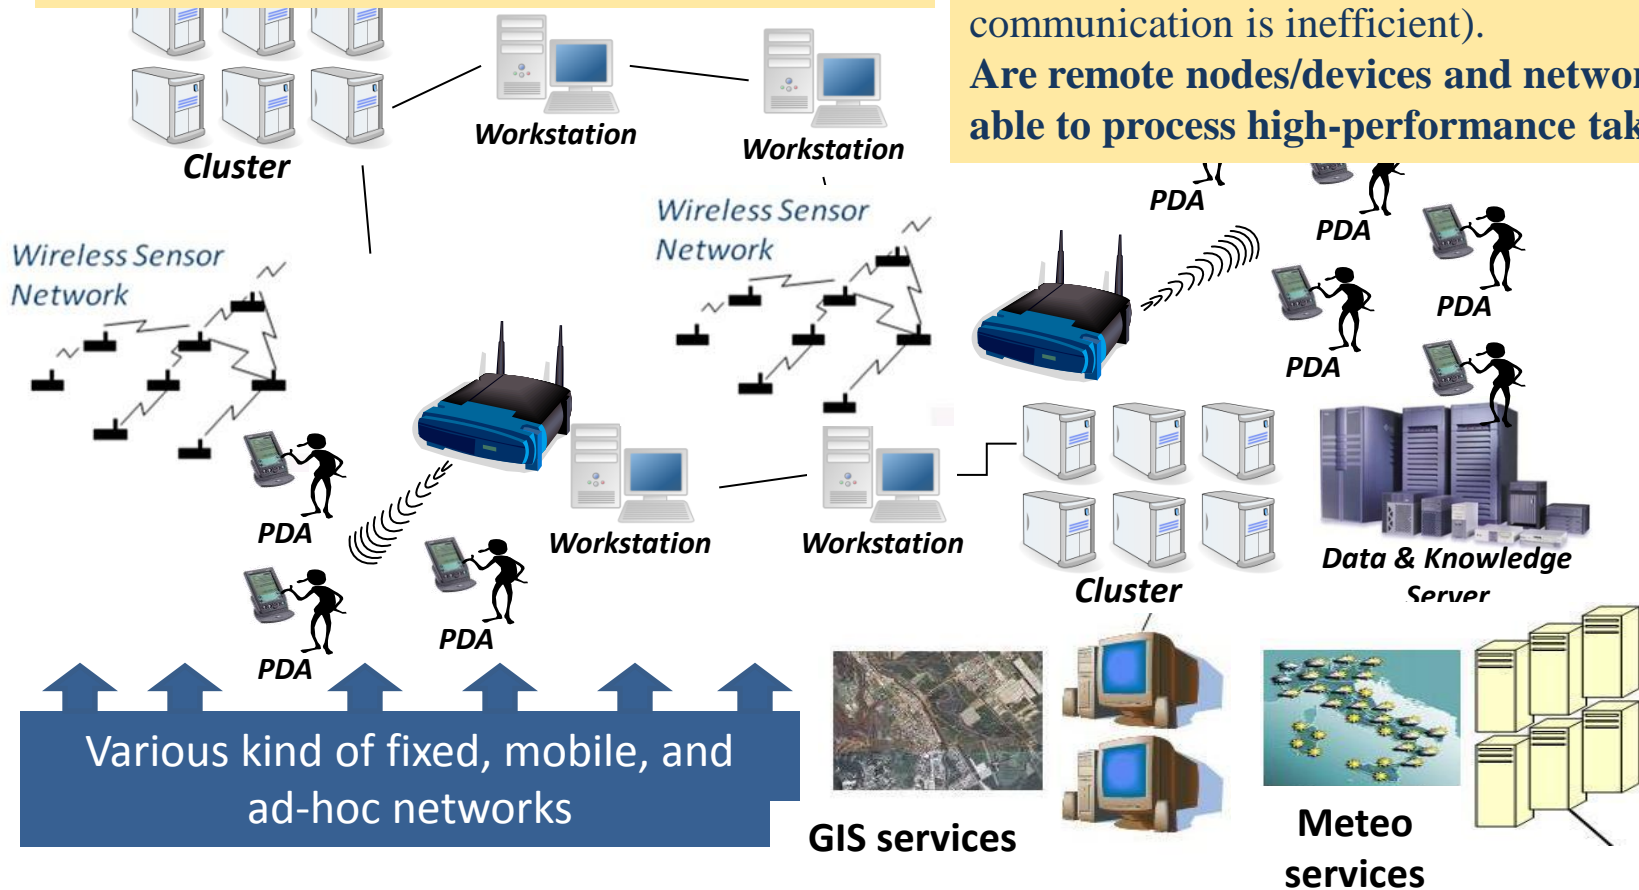 communication is inefficient).
Are remote nodes/devices and networ
able to process high-performance tak
Workstation
Workstation
Cluster
PDA
PDA
PDA
PDA
Wireless Sensor
Network
Wireless Sensor
Network
PDA
PDA
PDA
Workstation
Workstation
Cluster
Data & Knowledge
Server
Various kind of fixed, mobile, and
ad-hoc networks
GIS services
Meteo
services